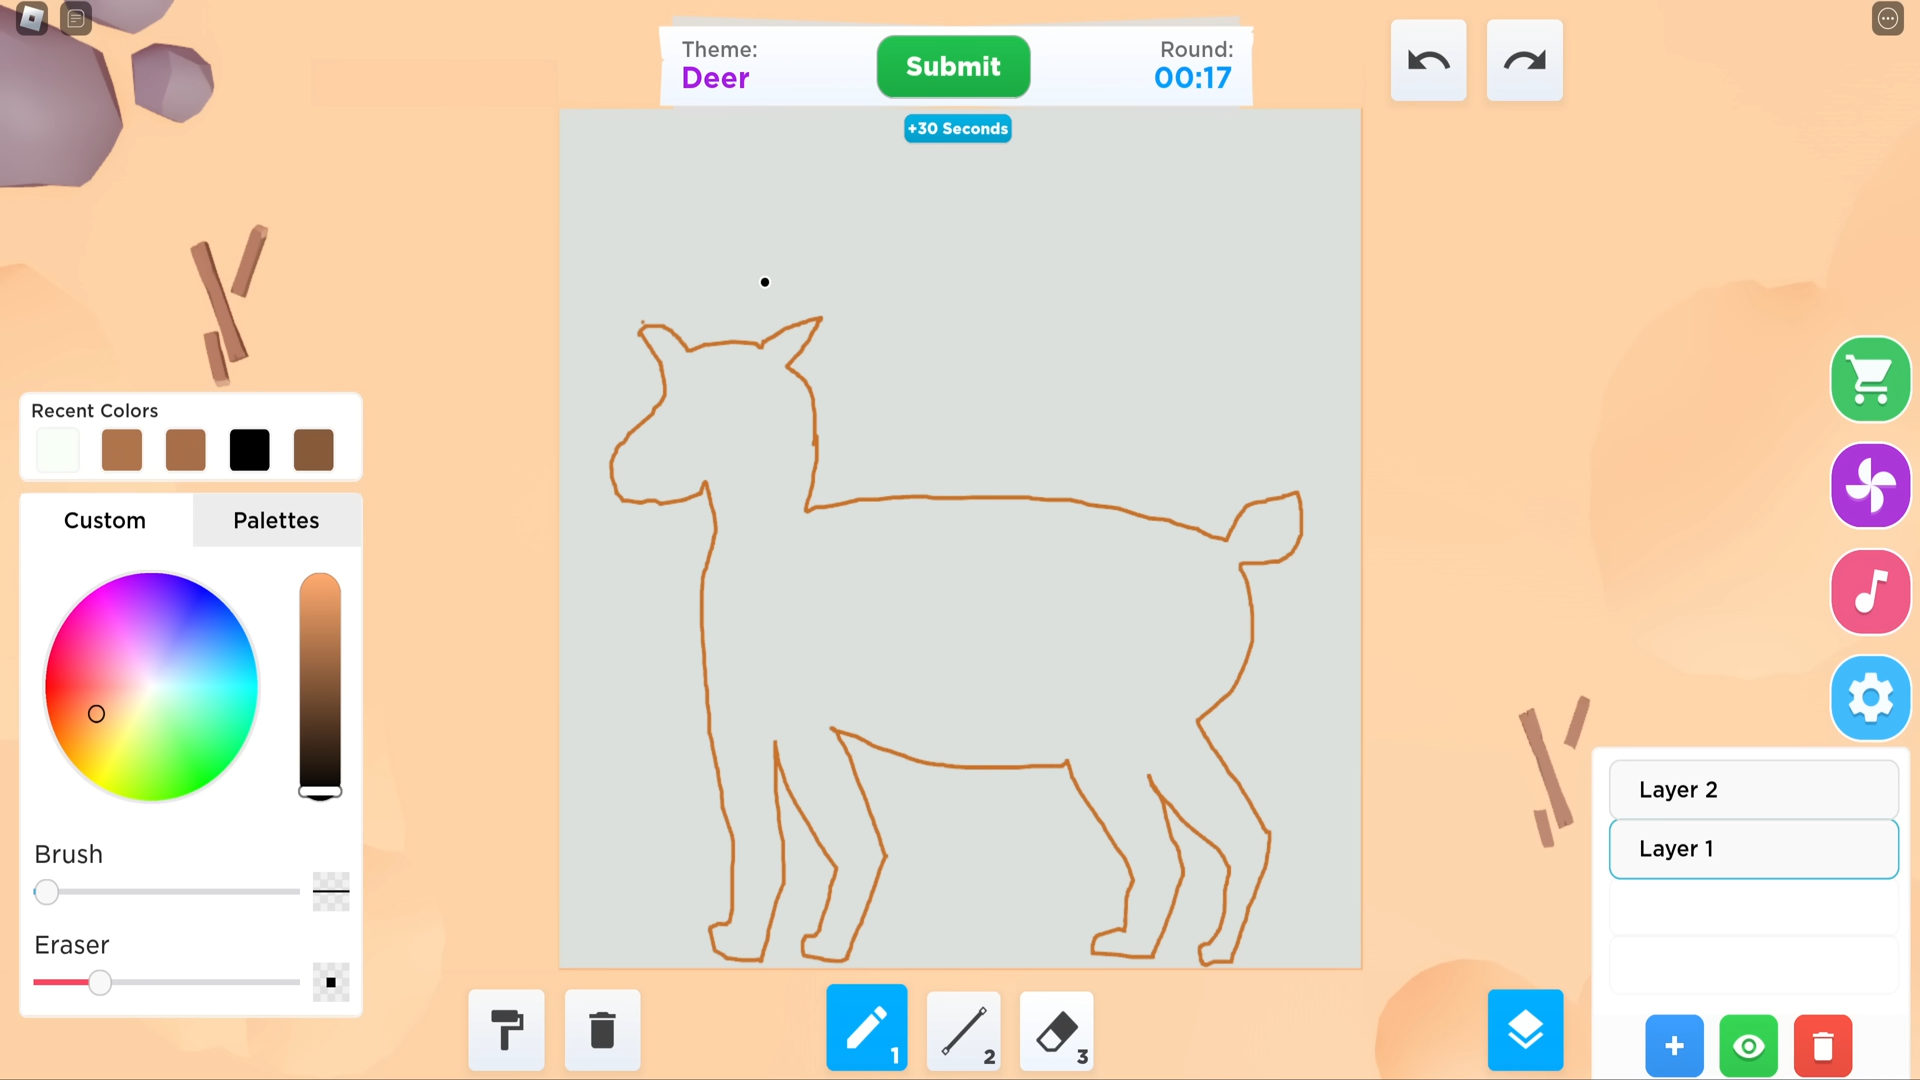 Theme:
Deer
Submit
Round:
00:17
+30 Seconds
Recent Colors
Custom
Palettes
Brush
Eraser
Layer 2
Layer 1
1
2
3